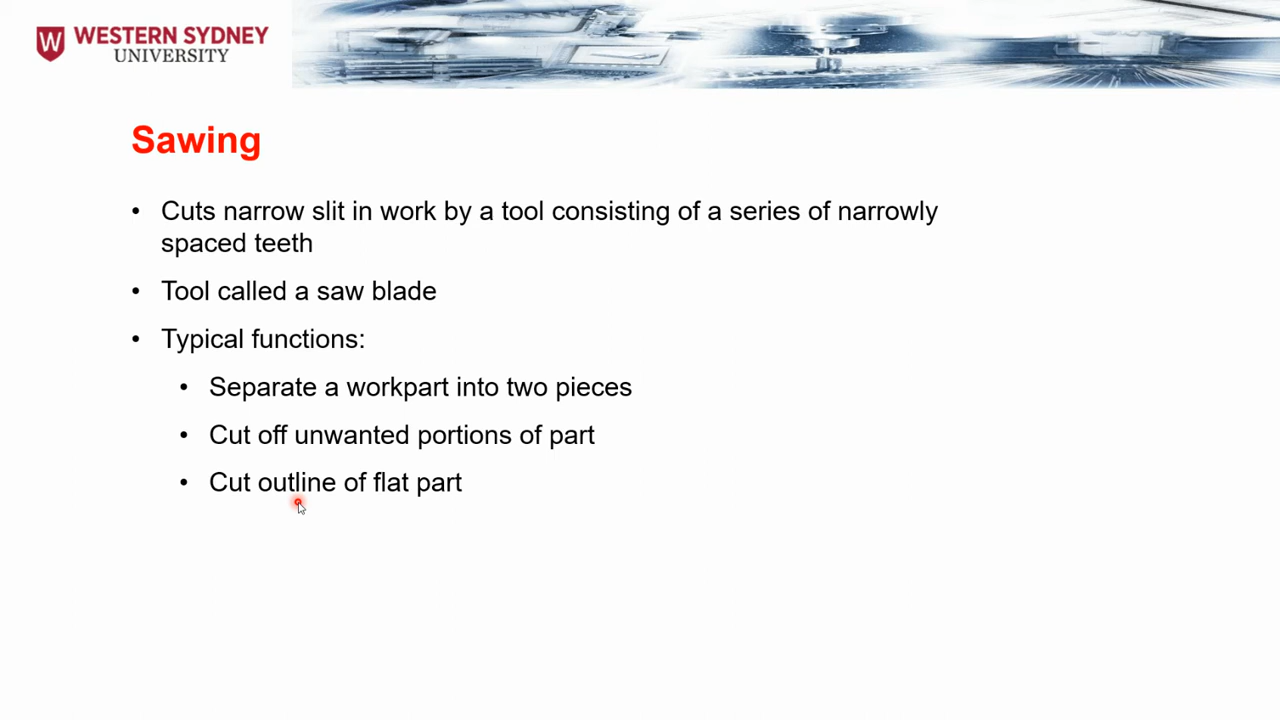 WESTERN SYDNEY
UNIVERSITY
Sawing
• Cuts narrow slit in work by a tool consisting of a series of narrowly
spaced teeth
• Tool called a saw blade
• Typical functions:
• Separate a workpart into two pieces
• Cut off unwanted portions of part
• Cut outline of flat part